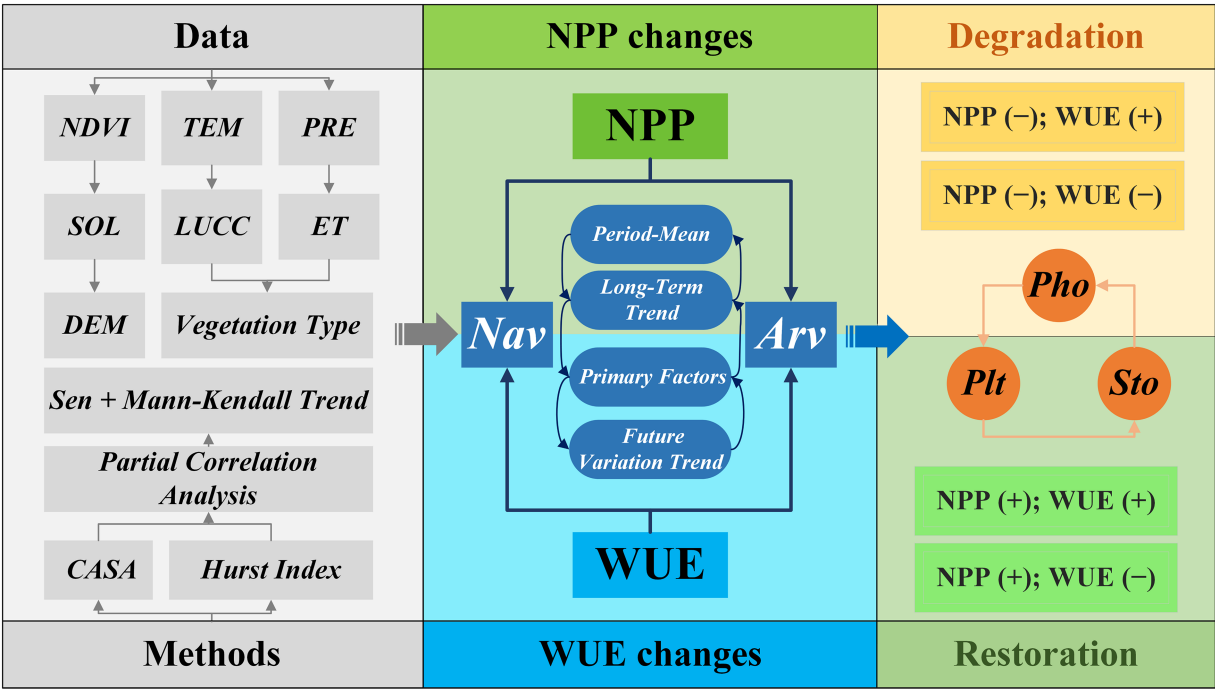 Data
NDVI
TEM
PRE
SOL
LUCC
ET
DEM
Vegetation Type
Sen + Mann-Kendall Trend
Partial Correlation
Analysis
CASA
Hurst Index
Methods
NPP changes
NPP
Period-Mean
Long-Term
Trend
Nav
Arv
Primary Factors
Future
Variation Trend
WUE
WUE changes
Degradation
NPP (−); WUE (+)
NPP (−); WUE (−)
Pho
Plt
Sto
NPP (+); WUE (+)
NPP (+); WUE (−)
Restoration